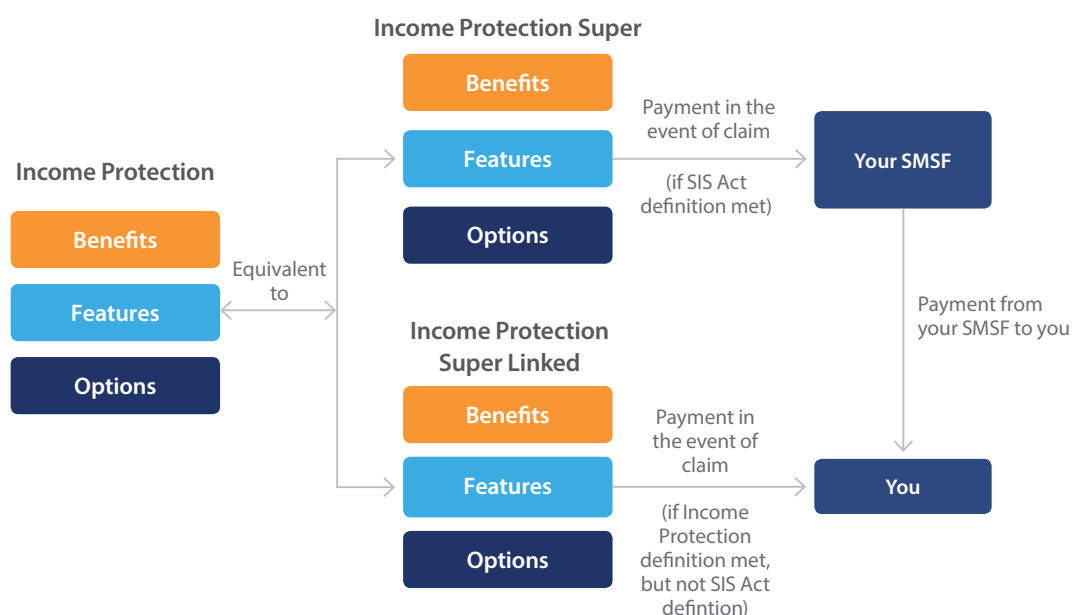 Income Protection
Benefits
Features
Options
Equivalent
to
Income Protection Super
Benefits
Features
Options
Payment in the
event of claim
(if SIS Act
definition met)
Your SMSF
Payment from
your SMSF to you
Income Protection
Super Linked
Benefits
Features
Options
Payment in
the event of
claim
(if Income
Protection
definition met,
but not SIS Act
defintion)
You